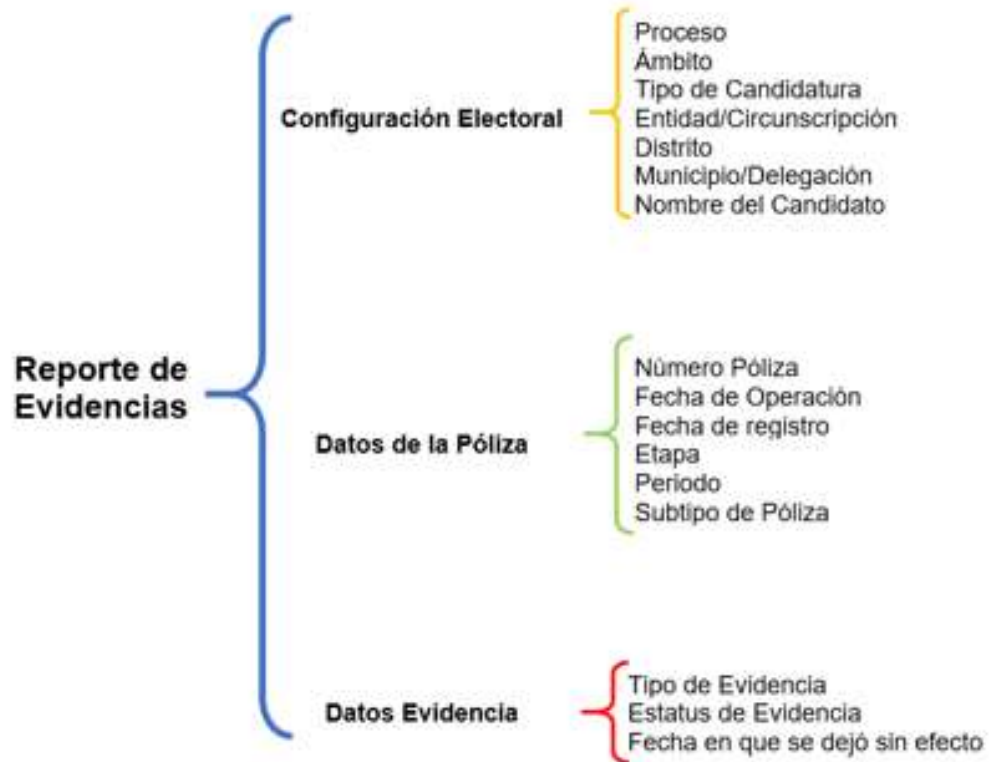 Reporte de
Evidencias
Configuración Electoral
Proceso
Ámbito
Tipo de Candidatura
Entidad/Circunscripción
Distrito
Municipio/Delegación
Nombre del Candidato
Datos de la Póliza
Número Póliza
Fecha de Operación
Fecha de registro
Etapa
Periodo
Subtipo de Póliza
Datos Evidencia
Tipo de Evidencia
Estatus de Evidencia
Fecha en que se dejó sin efecto